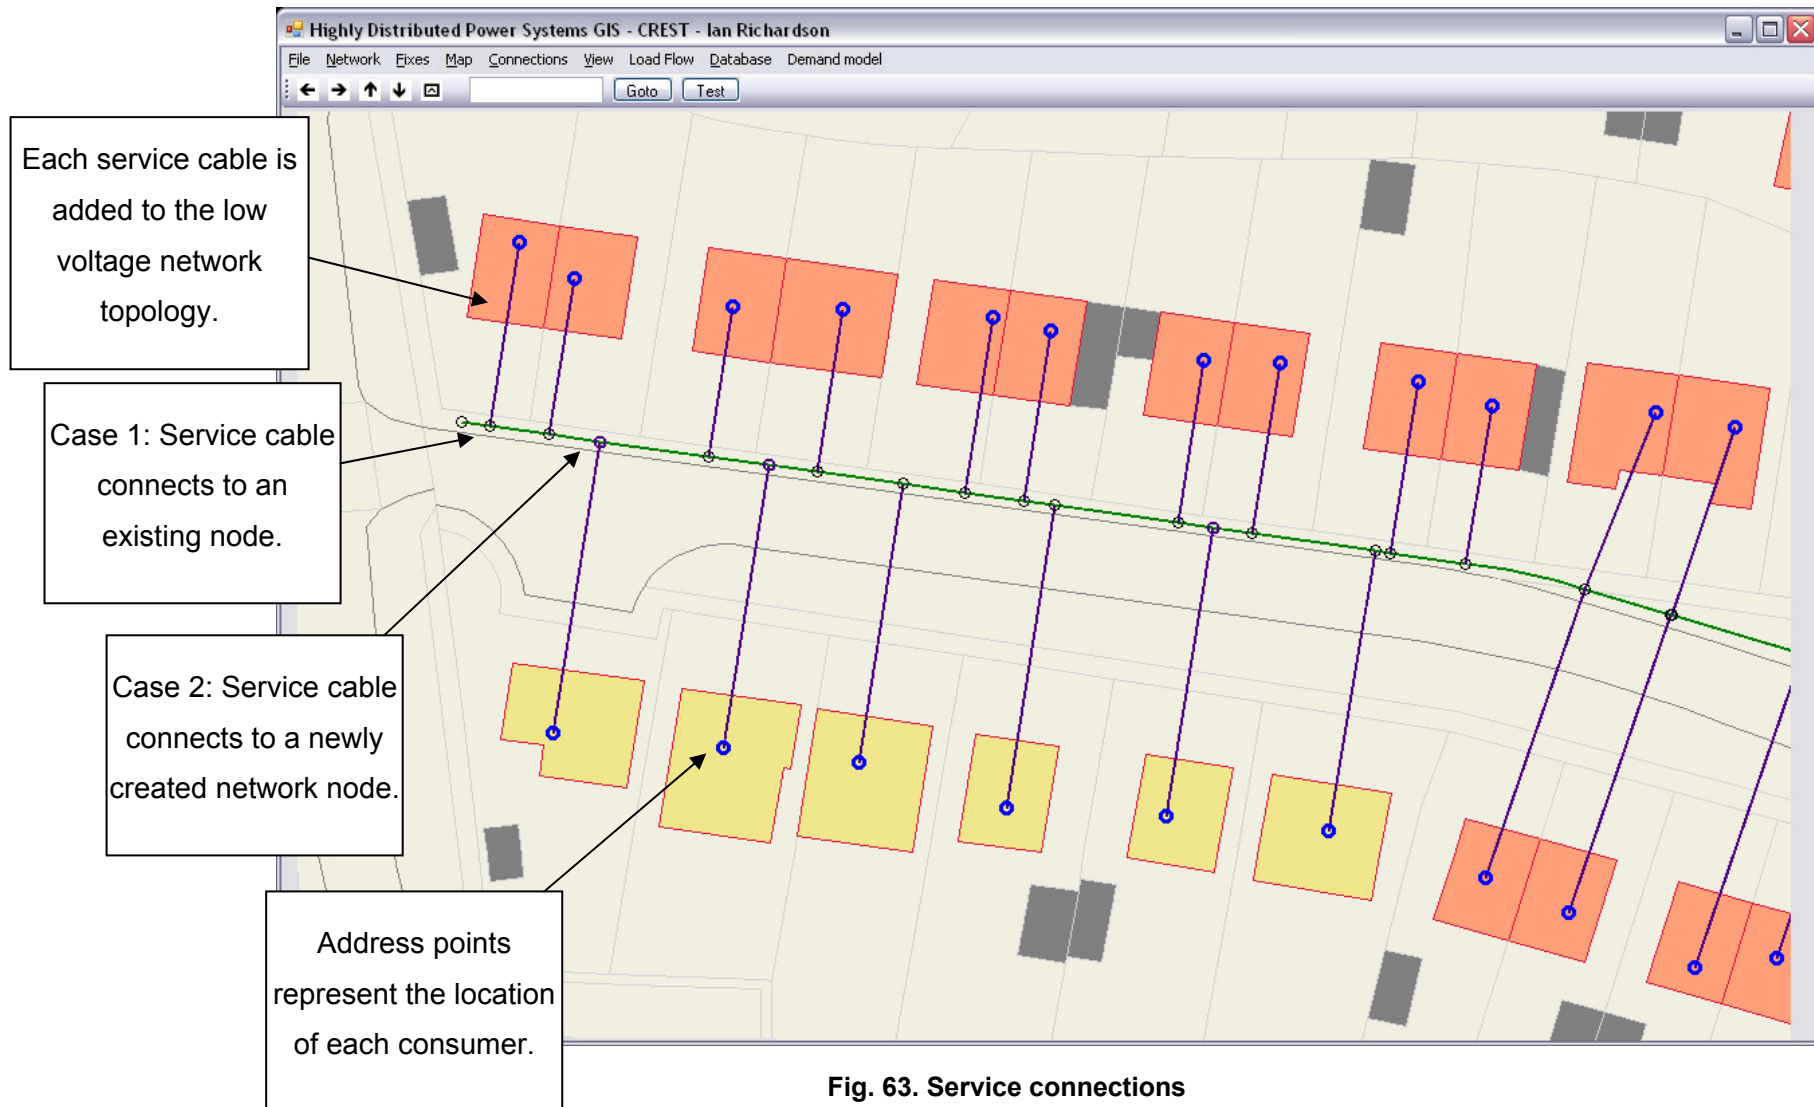 Highly Distributed Power Systems GIS - CREST - Ian Richardson
File Network Fixes Map Connections View Load Flow Database Demand model
Goto Test
Each service cable is
added to the low
voltage network
topology.
Case 1: Service cable
connects to an
existing node.
Case 2: Service cable
connects to a newly
created network node.
Address points
represent the location
of each consumer.
Fig. 63. Service connections